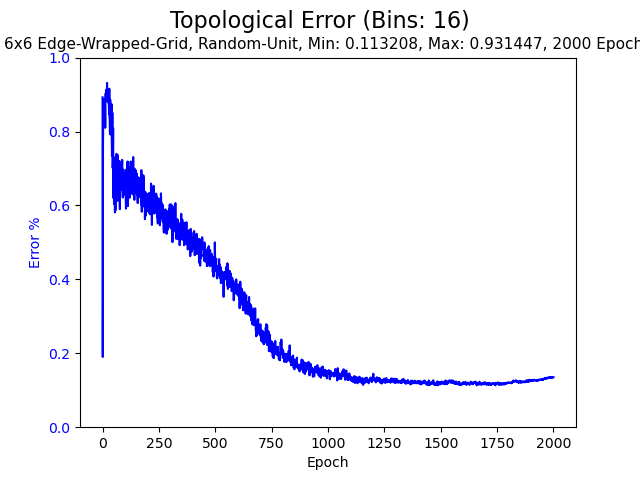 Topological Error (Bins: 16)
6x6 Edge-Wrapped-Grid, Random-Unit, Min: 0.113208, Max: 0.931447, 2000 Epoch
1.0
0.8
0.6
0.4
0.2
0.0
Error %
0 250 500 750 1000 1250 1500 1750 2000
Epoch